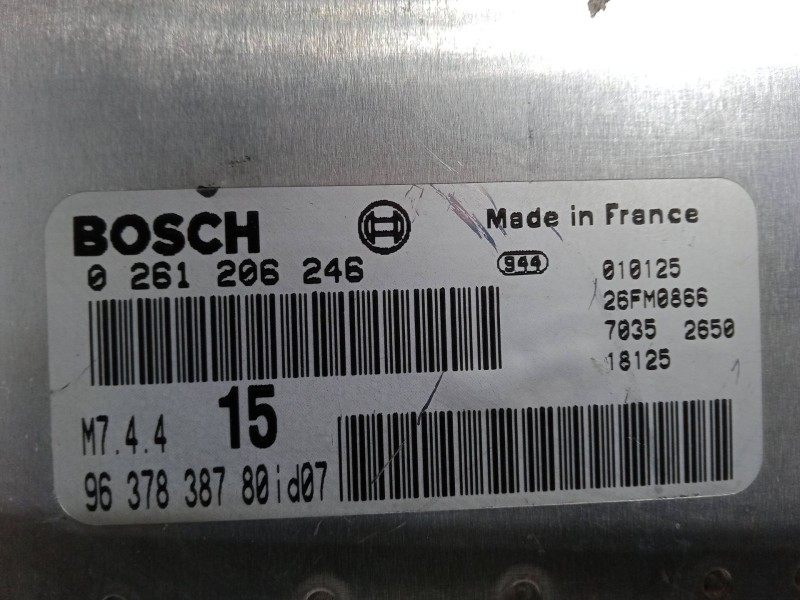 BOSCH
Made in France
0 261 206 246
944
010125
26FM0866
7035 2650
18125
M7.4.4
15
96 378 387 80id07